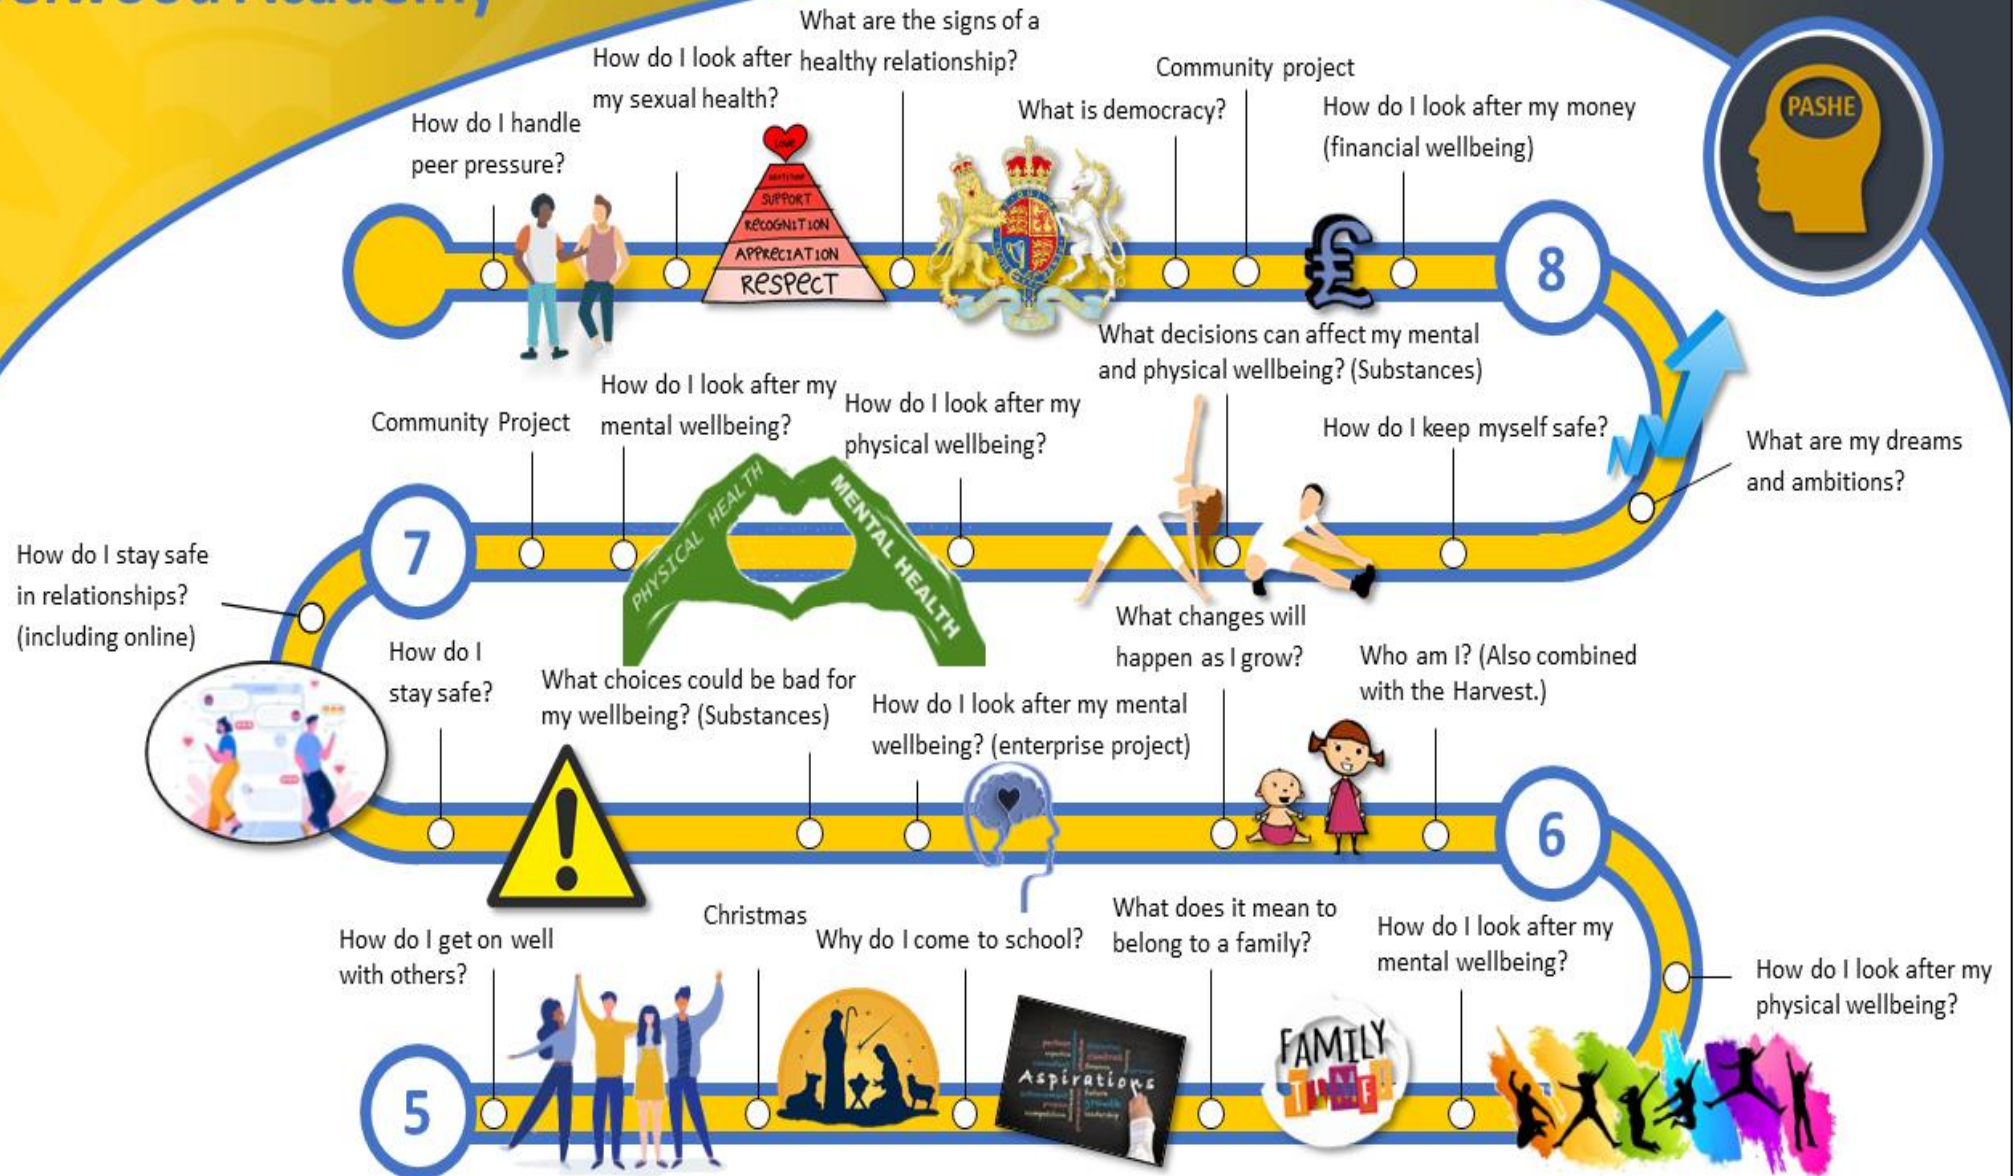 Academy
What are the signs of a
healthy relationship?
How do I look after
my sexual health?
How do I handle
peer pressure?
What is democracy?
Community project
How do I look after my money
(financial wellbeing)
PASHE
Love
SUPPORT
RECOGNITION
APPRECIATION
RESPECT
8
What decisions can affect my mental
and physical wellbeing? (Substances)
How do I look after my
mental wellbeing?
How do I look after my
physical wellbeing?
Community Project
How do I keep myself safe?
What are my dreams
and ambitions?
PHYSICAL HEALTH
MENTAL HEALTH
7
How do I stay safe
in relationships?
(including online)
How do I
stay safe?
What choices could be bad for
my wellbeing? (Substances)
How do I look after my mental
wellbeing? (enterprise project)
What changes will
happen as I grow?
Who am I? (Also combined
with the Harvest.)
6
How do I get on well
with others?
Christmas
Why do I come to school?
What does it mean to
belong to a family?
How do I look after my
mental wellbeing?
How do I look after my
physical wellbeing?
Aspirations
FAMILY
TIME!
5